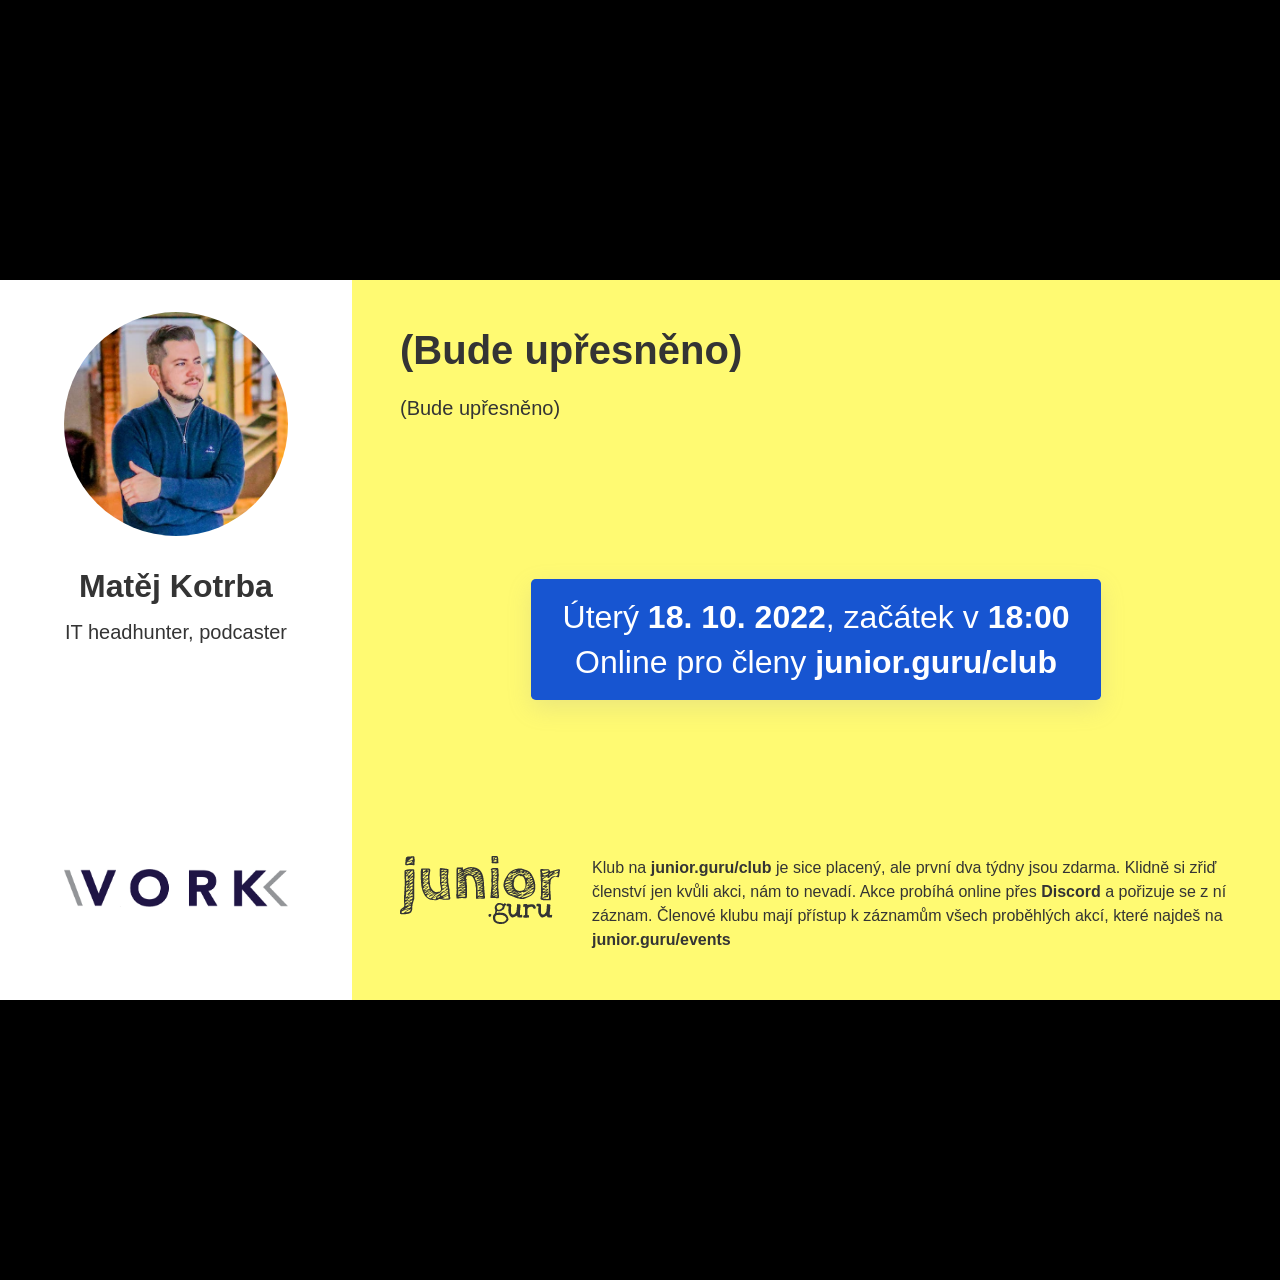 (Bude upřesněno)
(Bude upřesněno)
Matěj Kotrba
IT headhunter, podcaster
Úterý 18. 10. 2022, začátek v 18:00
Online pro členy junior.guru/club
VORK
junior
.guru
Klub na junior.guru/club je sice placený, ale první dva týdny jsou zdarma. Klidně si zřiď
členství jen kvůli akci, nám to nevadí. Akce probíhá online přes Discord a pořizuje se z ní
záznam. Členové klubu mají přístup k záznamům všech proběhlých akcí, které najdeš na
junior.guru/events